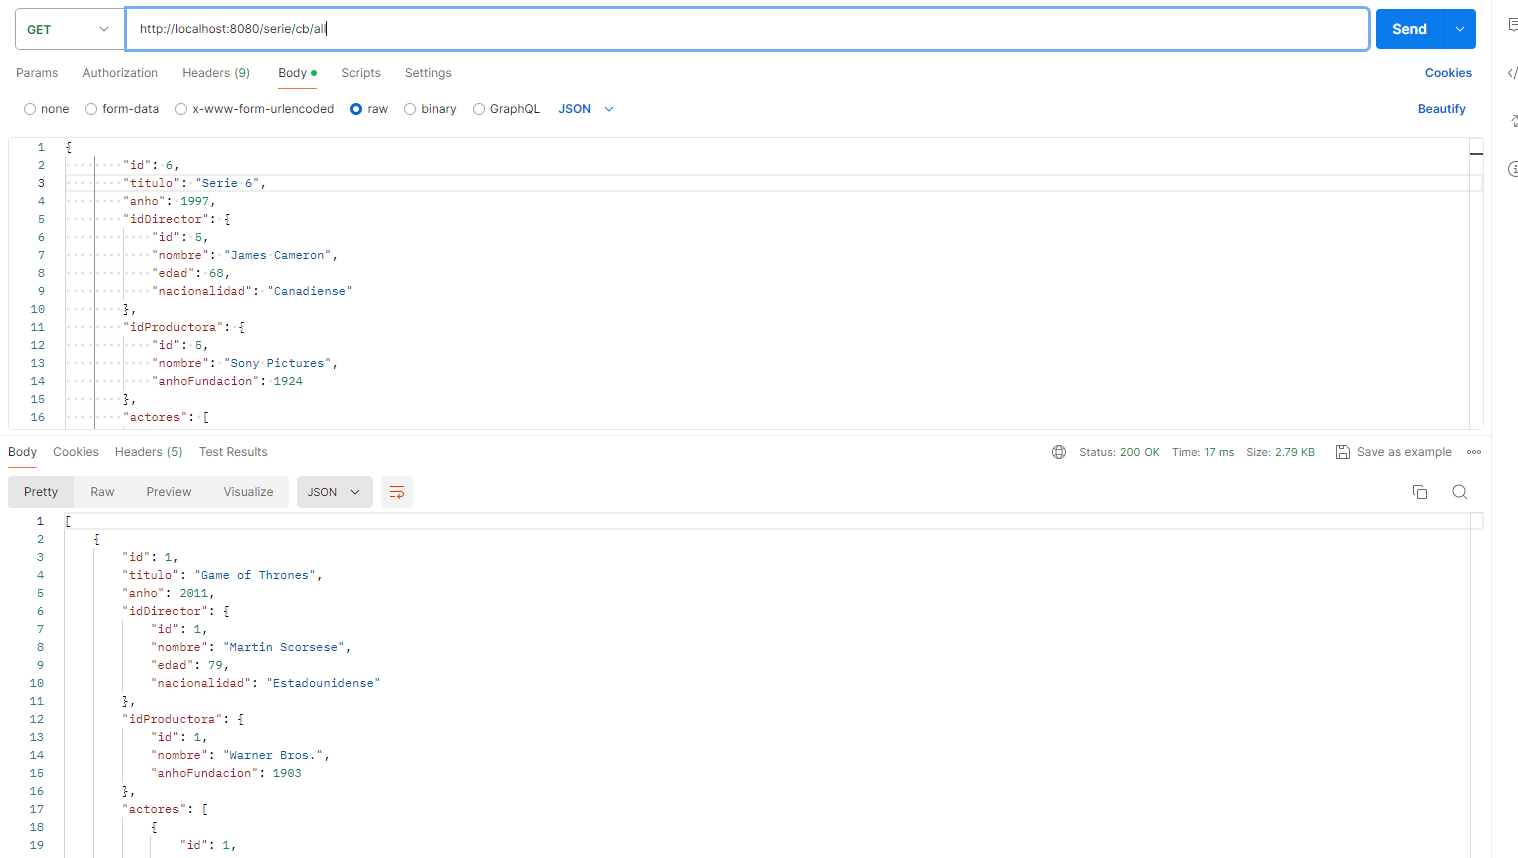 GET http://localhost:8080/serie/cb/all Send
Params Authorization Headers (9) Body Scripts Settings Cookies
none form-data x-www-form-urlencoded raw binary GraphQL JSON Beautify
1 {
2 "id": 6,
3 "titulo": "Serie 6",
4 "anho": 1997,
5 "idDirector": {
6 "id": 5,
7 "nombre": "James Cameron",
8 "edad": 68,
9 "nacionalidad": "Canadiense"
10 },
11 "idProductora": {
12 "id": 5,
13 "nombre": "Sony Pictures",
14 "anhoFundacion": 1924
15 },
16 "actores": [
Body Cookies Headers (5) Test Results Status: 200 OK Time: 17 ms Size: 2.79 KB Save as example
Pretty Raw Preview Visualize JSON
1 [
2 {
3 "id": 1,
4 "titulo": "Game of Thrones",
5 "anho": 2011,
6 "idDirector": {
7 "id": 1,
8 "nombre": "Martin Scorsese",
9 "edad": 79,
10 "nacionalidad": "Estadounidense"
11 },
12 "idProductora": {
13 "id": 1,
14 "nombre": "Warner Bros.",
15 "anhoFundacion": 1903
16 },
17 "actores": [
18 {
19 "id": 1,